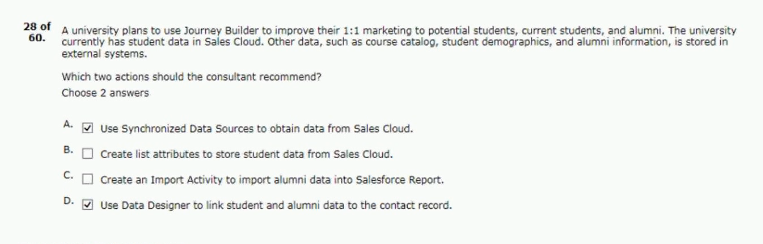 28 of A university plans to use Journey Builder to improve their 1:1 marketing to potential students, current students, and alumni. The university
60. currently has student data in Sales Cloud. Other data, such as course catalog, student demographics, and alumni information, is stored in
external systems.
Which two actions should the consultant recommend?
Choose 2 answers
A. Use Synchronized Data Sources to obtain data from Sales Cloud.
B. Create list attributes to store student data from Sales Cloud.
C. Create an Import Activity to import alumni data into Salesforce Report.
D. Use Data Designer to link student and alumni data to the contact record.